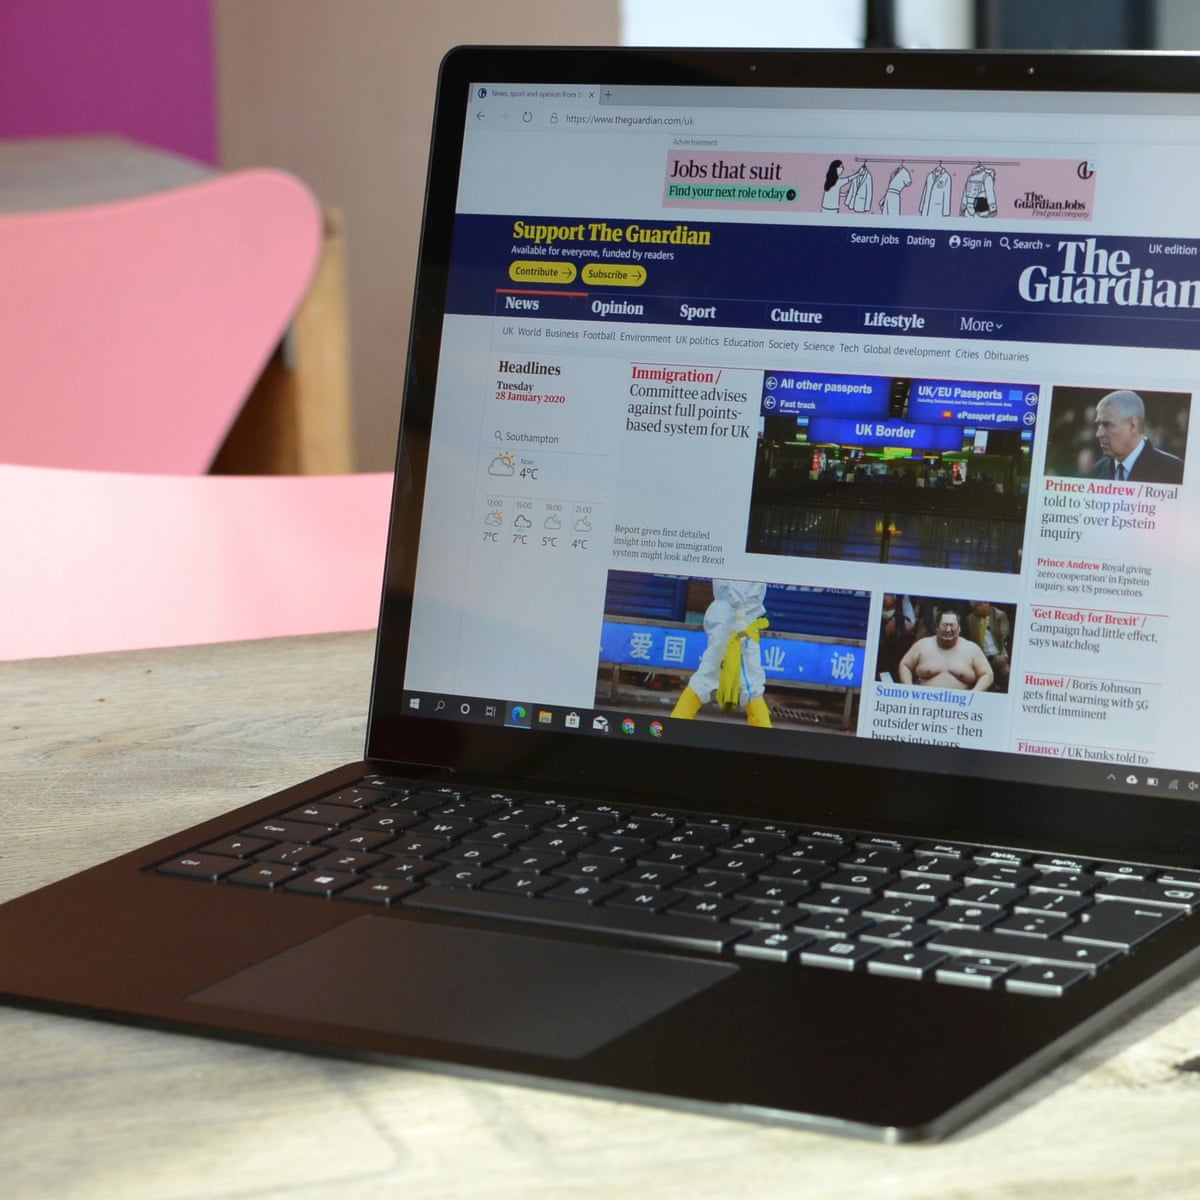 News, sport and opinion from t
https://www.theguardian.com/uk
Advertisement
Jobs that suit
Find your next role today
The
Guardian Jobs
Find good company
Support The Guardian
Available for everyone, funded by readers
Contribute →
Subscribe →
Search jobs Dating Sign in Search
UK edition
The
Guardian
News Opinion Sport Culture Lifestyle More
UK World Business Football Environment UK politics Education Society Science Tech Global development Cities Obituaries
Headlines
Tuesday
28 January 2020
Southampton
Now
4°C
12:00 15:00 18:00 21:00
7°C 7°C 5°C 4°C
Immigration /
Committee advises
against full points-
based system for UK
Report gives first detailed
insight into how immigration
system might look after Brexit
All other passports
Fast track
UK/EU Passports
ePassport gates
UK Border
Prince Andrew / Royal
told to 'stop playing
games' over Epstein
inquiry
Prince Andrew Royal giving
'zero cooperation' in Epstein
inquiry, say US prosecutors
'Get Ready for Brexit' /
Campaign had little effect,
says watchdog
Huawei / Boris Johnson
gets final warning with 5G
verdict imminent
Finance / UK banks told to
爱国 业、诚
Sumo wrestling /
Japan in raptures as
outsider wins – then
bursts into tears
Q W E R T Y U I O P
Caps A S D F G H J K L
Z X C V B N M
Ctrl Fn Alt